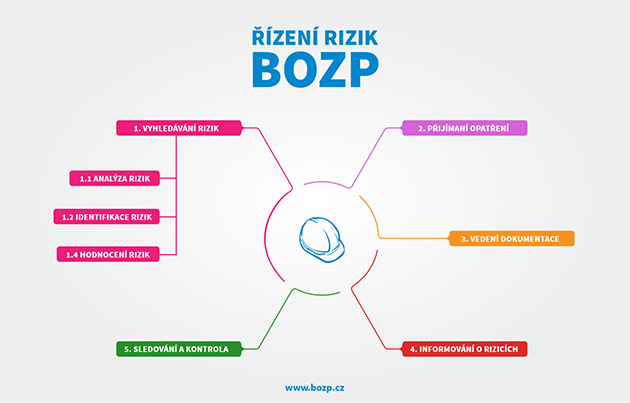 ŘÍZENÍ RIZIK
BOZP
1. VYHLEDÁVÁNÍ RIZIK
1.1 ANALÝZA RIZIK
1.2 IDENTIFIKACE RIZIK
1.4 HODNOCENÍ RIZIK
2. PŘIJÍMANÍ OPATŘENÍ
3. VEDENÍ DOKUMENTACE
4. INFORMOVÁNÍ O RIZICÍCH
5. SLEDOVÁNÍ A KONTROLA
www.bozp.cz